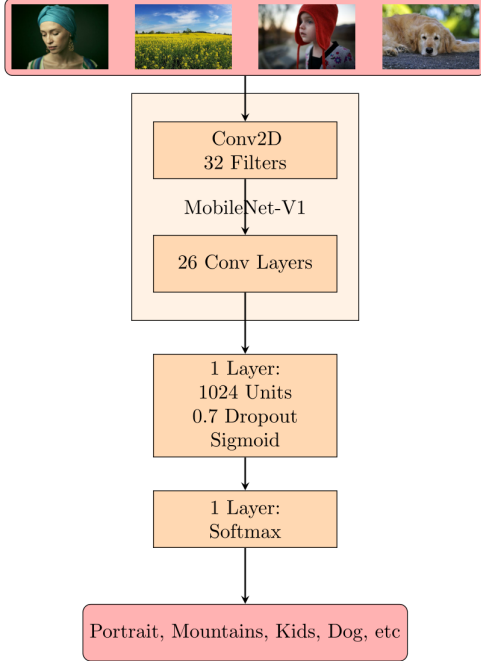 Conv2D
32 Filters
MobileNet-V1
26 Conv Layers
1 Layer:
1024 Units
0.7 Dropout
Sigmoid
1 Layer:
Softmax
Portrait, Mountains, Kids, Dog, etc